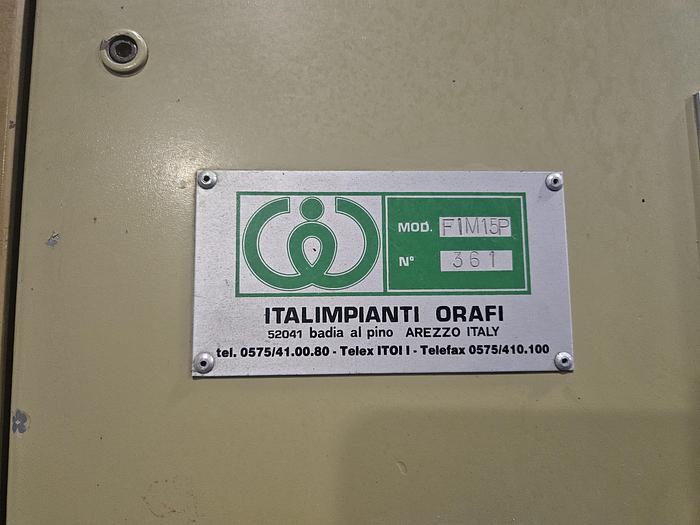 MOD. F1M15P
N° 361
ITALIMPIANTI ORAFI
52041 badia al pino AREZZO ITALY
tel. 0575/41.00.80 - Telex ITOI I - Telefax 0575/410.100